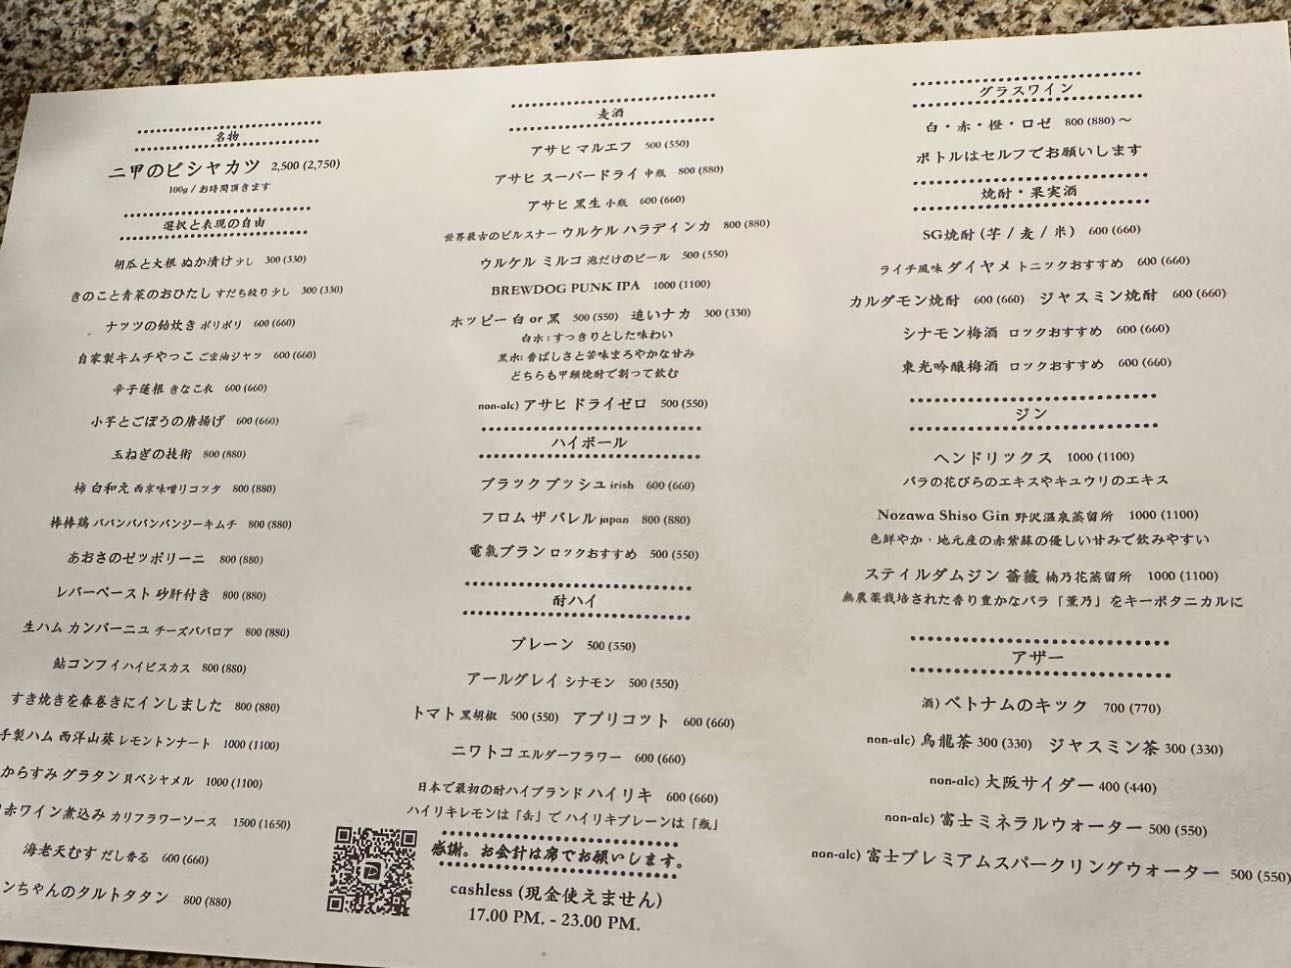 名物
二甲のビシャカツ 2,500 (2,750)
100g / お時間頂きます
選択と表現の自由
胡瓜と大根 ぬか漬け 少し 300 (330)
きのこと青菜のおひたし すだち絞り少し 300 (330)
ナッツの飴炊き ポリポリ 600 (660)
自家製キムチやっこ ごま油ジャッ 600 (660)
辛子蓮根 きなこ衣 600 (660)
小芋とごぼうの唐揚げ 600 (660)
玉ねぎの技術 800 (880)
柿 白和え 西京味噌リコッタ 800 (880)
棒棒鶏 ババンババンバンジーキムチ 800 (880)
あおさのゼッポリーニ 800 (880)
レバーペースト 砂肝付き 800 (880)
生ハム カンパーニュ チーズババロア 800 (880)
鮎コンフィ ハイビスカス 800 (880)
すき焼きを春巻きにインしました 800 (880)
手製ハム 西洋山葵 レモントンナート 1000 (1100)
からすみ グラタン 貝ベシャメル 1000 (1100)
赤ワイン煮込み カリフラワーソース 1500 (1650)
海老天むす だし香る 600 (660)
ンちゃんのタルトタタン 800 (880)
麦酒
アサヒ マルエフ 500 (550)
アサヒ スーパードライ 中瓶 800 (880)
アサヒ 黒生 小瓶 600 (660)
世界最古のピルスナー ウルケル ハラディンカ 800 (880)
ウルケル ミルコ 泡だけのビール 500 (550)
BREWDOG PUNK IPA 1000 (1100)
ホッピー 白 or 黒 500 (550) 追いナカ 300 (330)
白ホ：すっきりとした味わい
黒ホ：香ばしさと苦味まろやかな甘み
どちらも甲類焼酎で割って飲む
non-alc) アサヒ ドライゼロ 500 (550)
ハイボール
ブラック ブッシュ irish 600 (660)
フロム ザ バレル japan 800 (880)
電氣ブラン ロックおすすめ 500 (550)
酎ハイ
プレーン 500 (550)
アールグレイ シナモン 500 (550)
トマト 黒胡椒 500 (550) アプリコット 600 (660)
ニワトコ エルダーフラワー 600 (660)
日本で最初の酎ハイブランド ハイリキ 600 (660)
ハイリキレモンは「缶」で ハイリキプレーンは「瓶」
感謝。お会計は席でお願いします。
cashless (現金使えません)
17.00 PM. - 23.00 PM.
グラスワイン
白・赤・橙・ロゼ 800 (880)～
ボトルはセルフでお願いします
焼酎・果実酒
SG焼酎 (芋 / 麦 / 米) 600 (660)
ライチ風味 ダイヤメ トニックおすすめ 600 (660)
カルダモン焼酎 600 (660) ジャスミン焼酎 600 (660)
シナモン梅酒 ロックおすすめ 600 (660)
東光吟醸梅酒 ロックおすすめ 600 (660)
ジン
ヘンドリックス 1000 (1100)
バラの花びらのエキスやキュウリのエキス
Nozawa Shiso Gin 野沢温泉蒸留所 1000 (1100)
色鮮やか・地元産の赤紫蘇の優しい甘みで飲みやすい
ステイルダムジン 薔薇 楠乃花蒸留所 1000 (1100)
無農薬栽培された香り豊かなバラ「薫乃」をキーボタニカルに
アザー
酒) ベトナムのキック 700 (770)
non-alc) 烏龍茶 300 (330) ジャスミン茶 300 (330)
non-alc) 大阪サイダー 400 (440)
non-alc) 富士ミネラルウォーター 500 (550)
non-alc) 富士プレミアムスパークリングウォーター 500 (550)